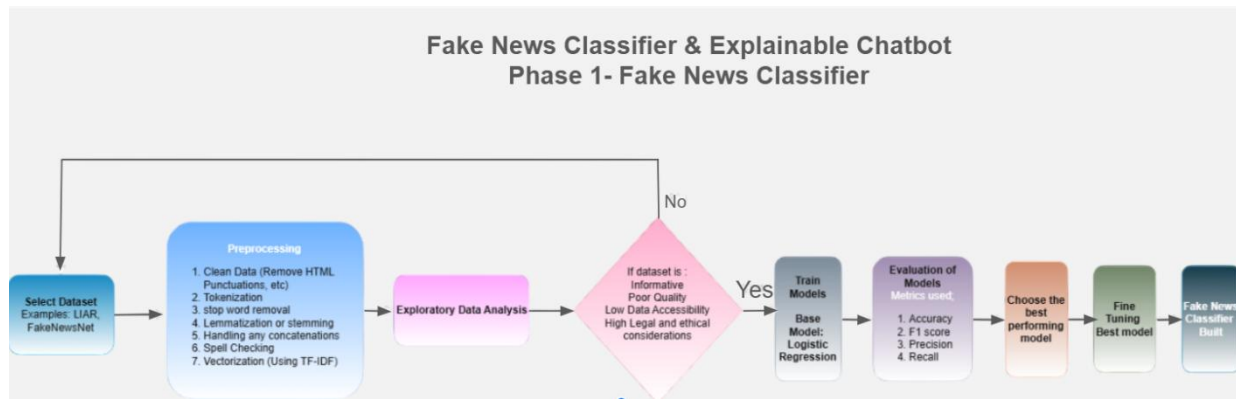 Fake News Classifier & Explainable Chatbot
Phase 1- Fake News Classifier
No
Select Dataset
Examples: LIAR,
FakeNewsNet
Preprocessing
1. Clean Data (Remove HTML
Punctuations, etc)
2. Tokenization
3. stop word removal
4. Lemmatization or stemming
5. Handling any concatenations
6. Spell Checking
7. Vectorization (Using TF-IDF)
Exploratory Data Analysis
If dataset is :
Informative
Poor Quality
Low Data Accessibility
High Legal and ethical
considerations
Yes
Train
Models
Base
Model:
Logistic
Regression
Evaluation of
Models
Metrics used;
1. Accuracy
2. F1 score
3. Precision
4. Recall
Choose the
best
performing
model
Fine
Tuning
Best model
Fake News
Classifier
Built